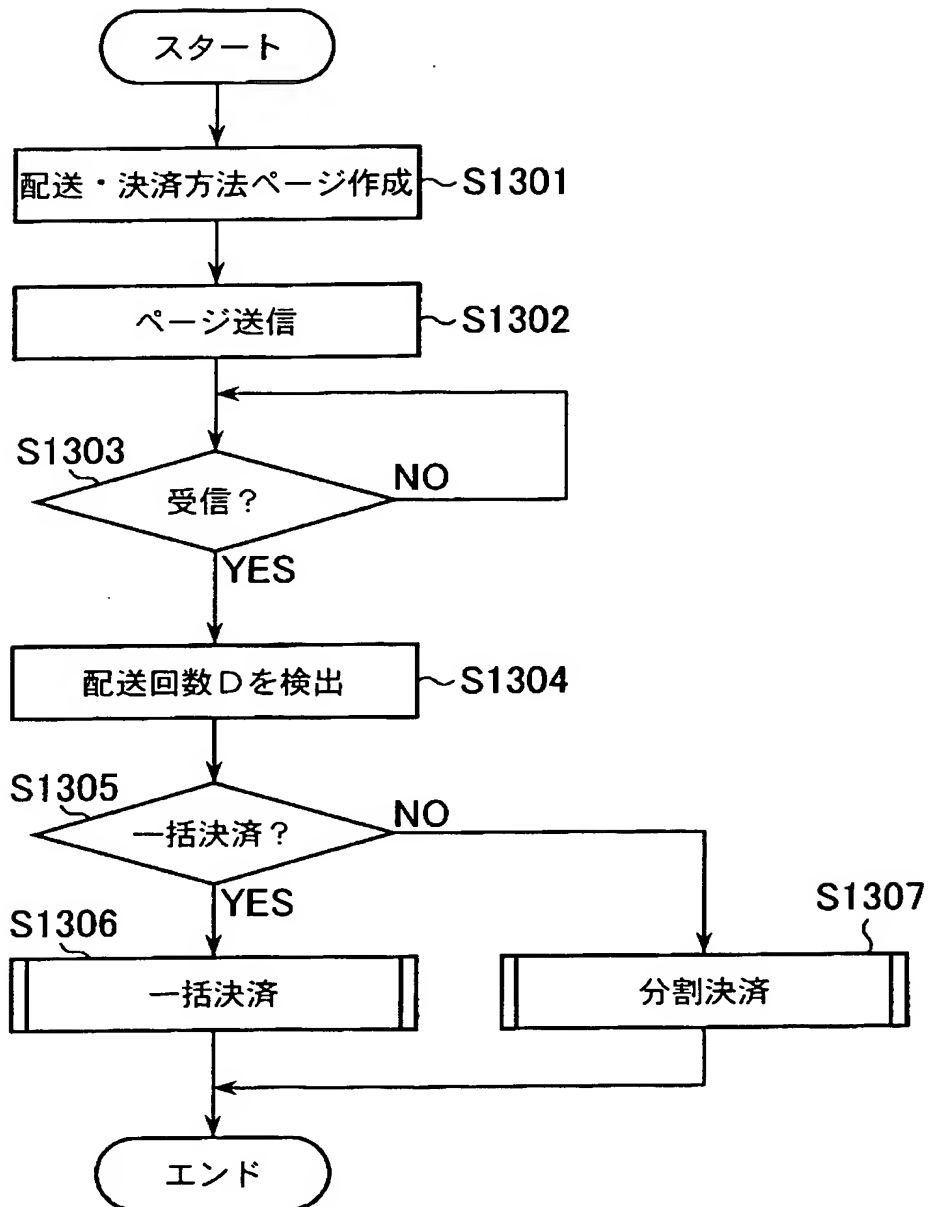 スタート
配送・決済方法ページ作成
S1301
ページ送信
S1302
S1303
受信？
NO
YES
配送回数Ｄを検出
S1304
S1305
一括決済？
NO
YES
S1306
一括決済
S1307
分割決済
エンド